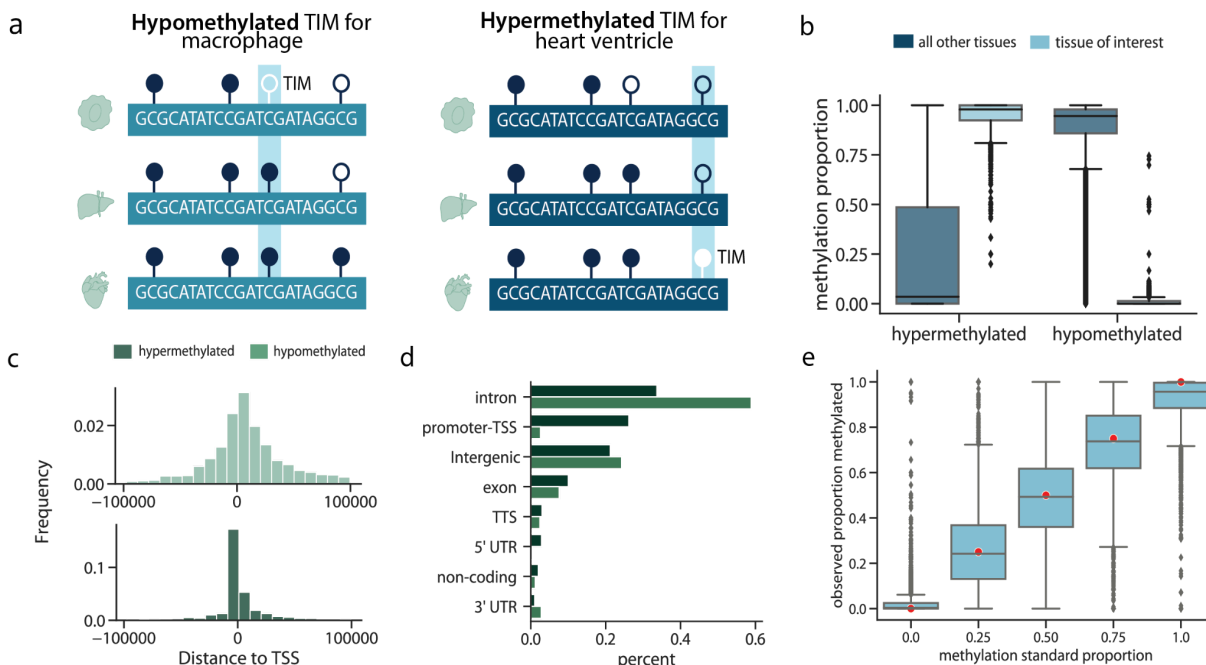 a
Hypomethylated TIM for
macrophage
TIM
GCGCATATCCGATCGATAGGCG
GCGCATATCCGATCGATAGGCG
GCGCATATCCGATCGATAGGCG
Hypermethylated TIM for
heart ventricle
GCGCATATCCGATCGATAGGCG
GCGCATATCCGATCGATAGGCG
TIM
GCGCATATCCGATCGATAGGCG
b
all other tissues
tissue of interest
methylation proportion
1.00
0.75
0.50
0.25
0.00
hypermethylated
hypomethylated
c
hypermethylated
hypomethylated
Frequency
0.02
0.00
−100000
0
100000
0.1
0.0
−100000
0
100000
Distance to TSS
d
intron
promoter-TSS
Intergenic
exon
TTS
5' UTR
non-coding
3' UTR
0.0
0.2
0.4
0.6
percent
e
observed proportion methylated
1.0
0.8
0.6
0.4
0.2
0.0
0.0
0.25
0.50
0.75
1.0
methylation standard proportion